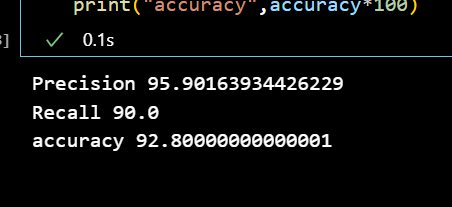 print("accuracy",accuracy*100)
]
✓ 0.1s
Precision 95.90163934426229
Recall 90.0
accuracy 92.80000000000001